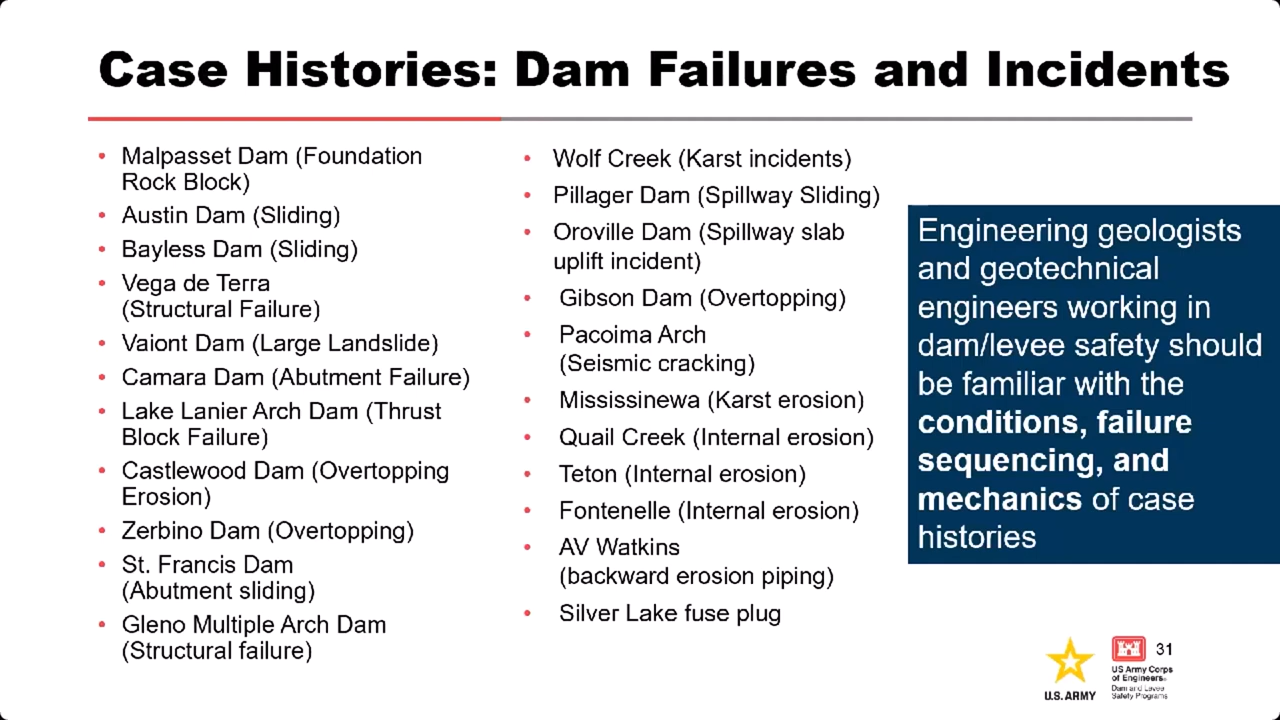 Case Histories: Dam Failures and Incidents
• Malpasset Dam (Foundation
Rock Block)
• Austin Dam (Sliding)
• Bayless Dam (Sliding)
• Vega de Terra
(Structural Failure)
• Vaiont Dam (Large Landslide)
• Camara Dam (Abutment Failure)
• Lake Lanier Arch Dam (Thrust
Block Failure)
• Castlewood Dam (Overtopping
Erosion)
• Zerbino Dam (Overtopping)
• St. Francis Dam
(Abutment sliding)
• Gleno Multiple Arch Dam
(Structural failure)
• Wolf Creek (Karst incidents)
• Pillager Dam (Spillway Sliding)
• Oroville Dam (Spillway slab
uplift incident)
• Gibson Dam (Overtopping)
• Pacoima Arch
(Seismic cracking)
• Mississinewa (Karst erosion)
• Quail Creek (Internal erosion)
• Teton (Internal erosion)
• Fontenelle (Internal erosion)
• AV Watkins
(backward erosion piping)
• Silver Lake fuse plug
Engineering geologists
and geotechnical
engineers working in
dam/levee safety should
be familiar with the
conditions, failure
sequencing, and
mechanics of case
histories
U.S. ARMY
31
US Army Corps
of Engineers®
Dam and Levee
Safety Programs